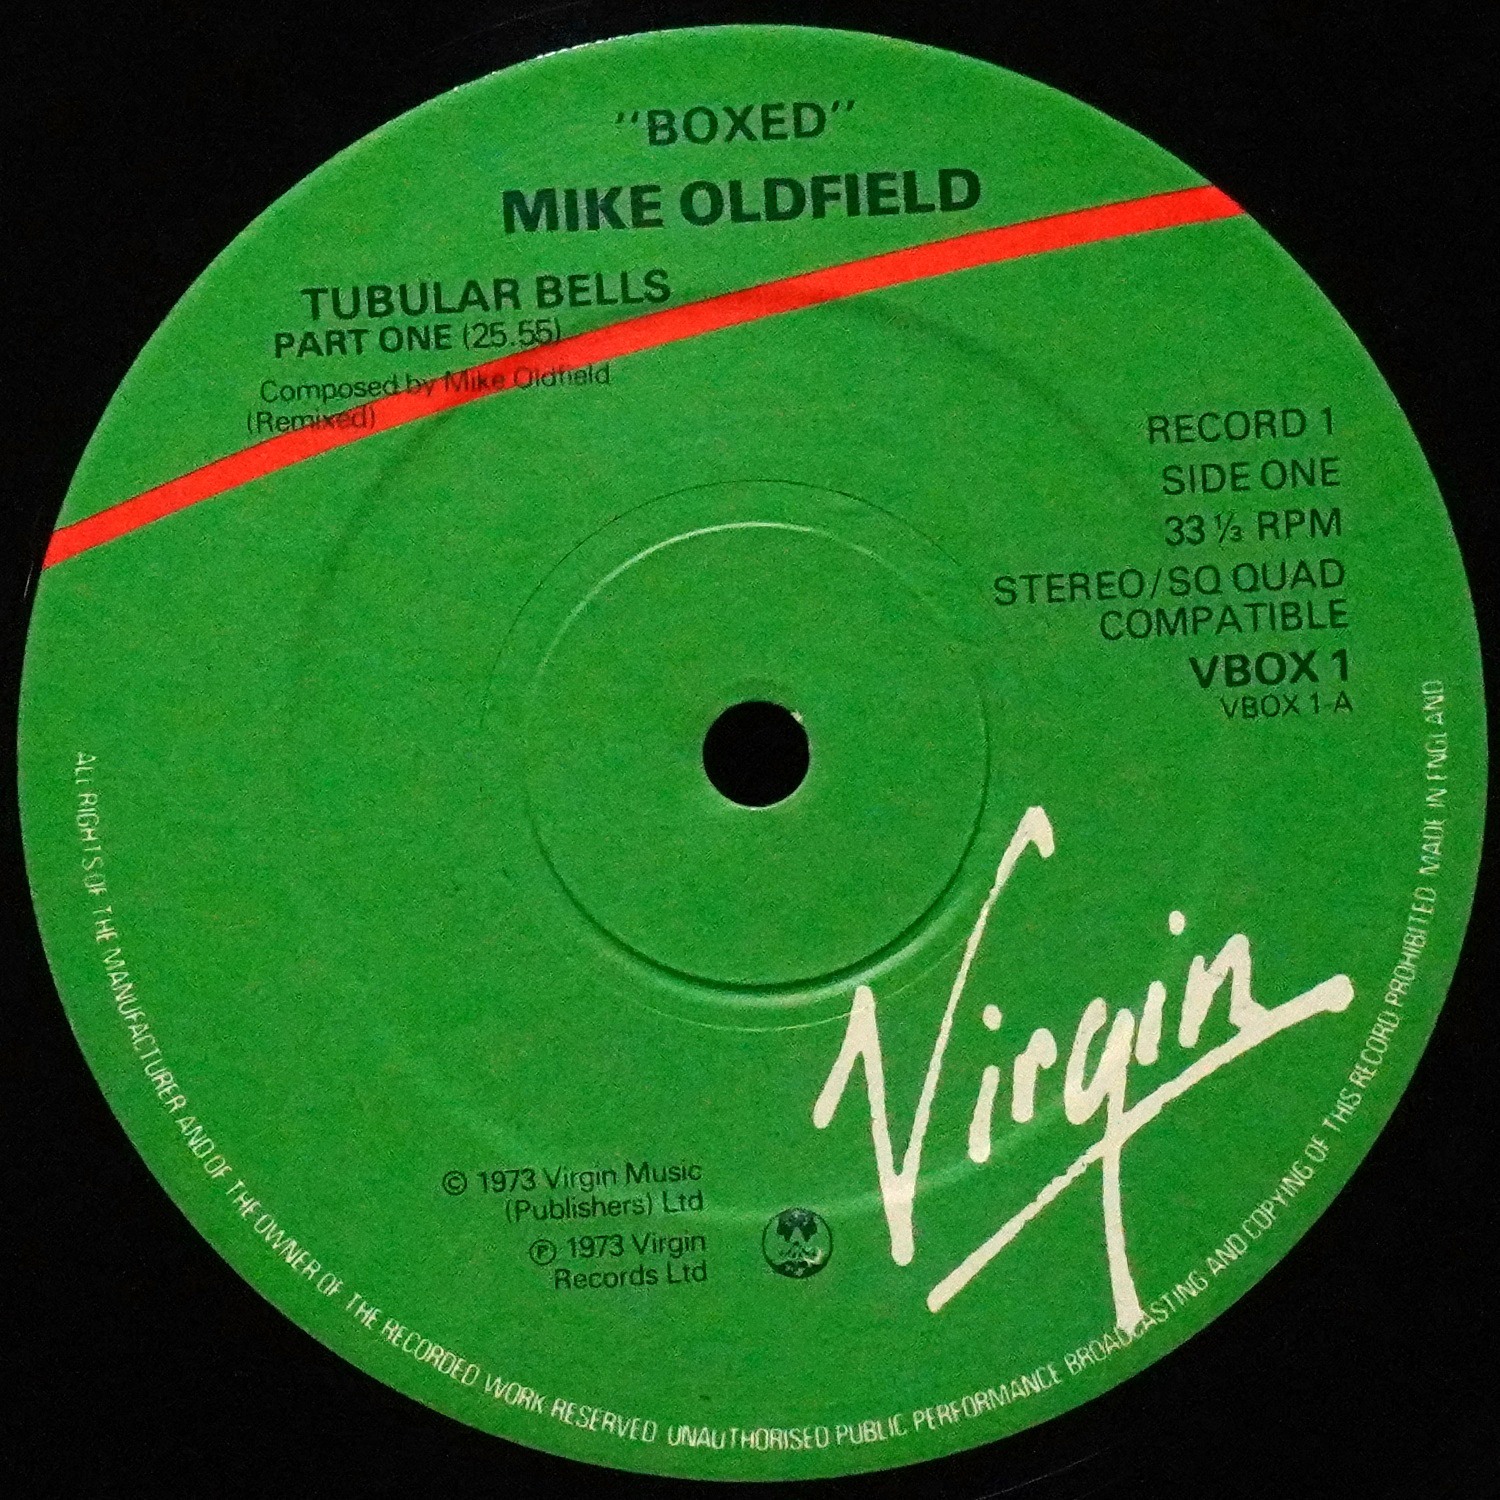 "BOXED"
MIKE OLDFIELD
TUBULAR BELLS
PART ONE (25.55)
Composed by Mike Oldfield
(Remixed)
RECORD 1
SIDE ONE
33 ⅓ RPM
STEREO/SQ QUAD
COMPATIBLE
VBOX 1
VBOX 1-A
Virgin
© 1973 Virgin Music
(Publishers) Ltd
℗ 1973 Virgin
Records Ltd
ALL RIGHTS OF THE MANUFACTURER AND OF THE OWNER OF THE RECORDED WORK RESERVED UNAUTHORISED PUBLIC PERFORMANCE BROADCASTING AND COPYING OF THIS RECORD PROHIBITED MADE IN ENGLAND